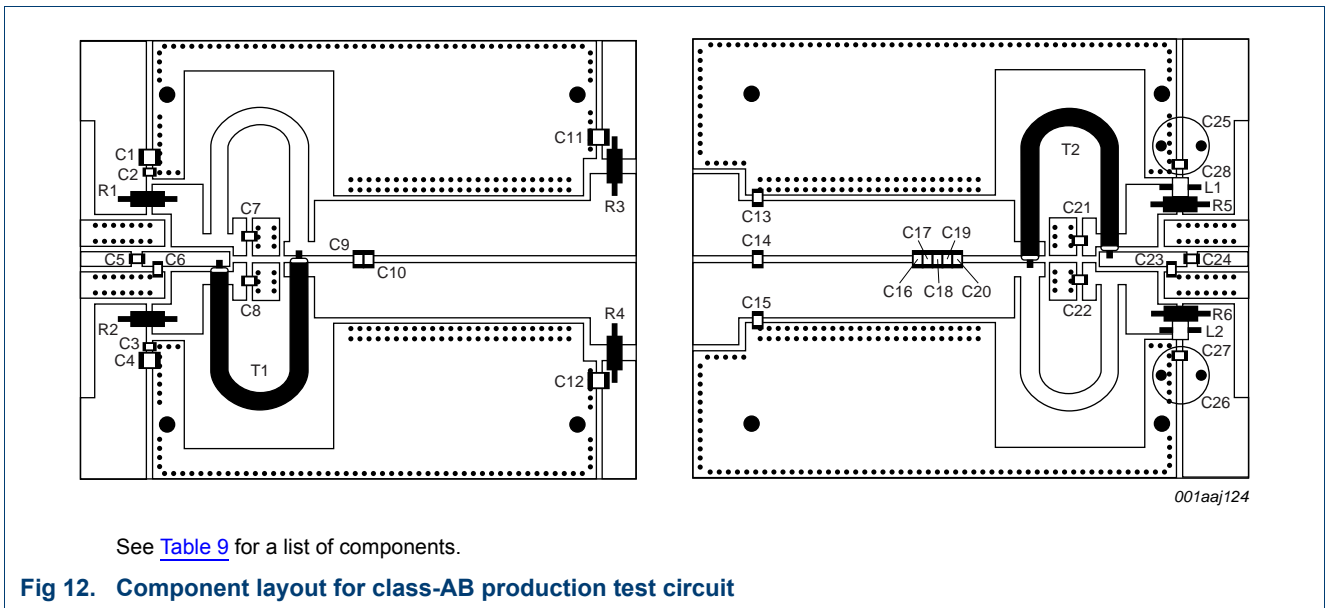 C1
C2
R1
C5
C6
R2
C3
C4
C7
C8
T1
C9
C10
C11
R3
R4
C12
C13
C14
C15
C17
C19
C16
C18
C20
T2
C21
C22
C23
C24
C25
C28
L1
R5
R6
L2
C27
C26
001aaj124
See Table 9 for a list of components.
Fig 12. Component layout for class-AB production test circuit